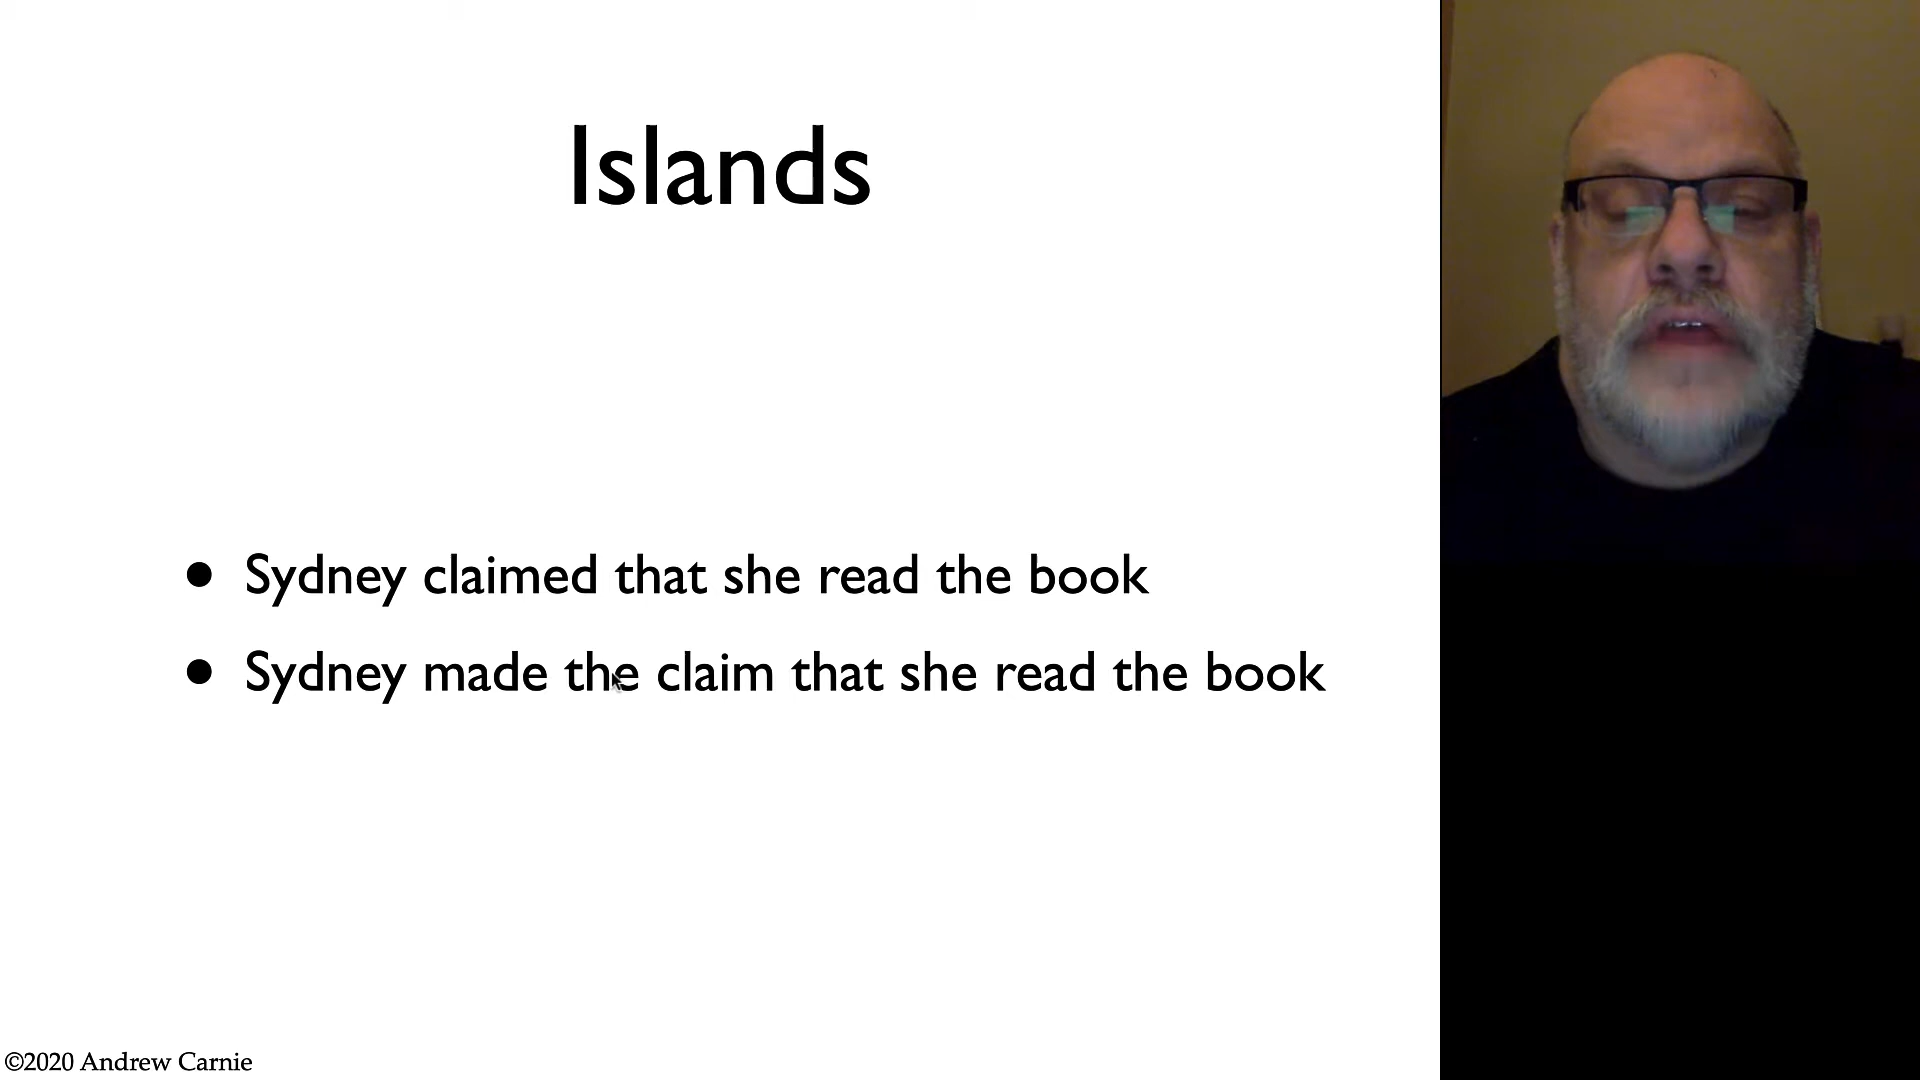 Islands
• Sydney claimed that she read the book
• Sydney made the claim that she read the book
©2020 Andrew Carnie